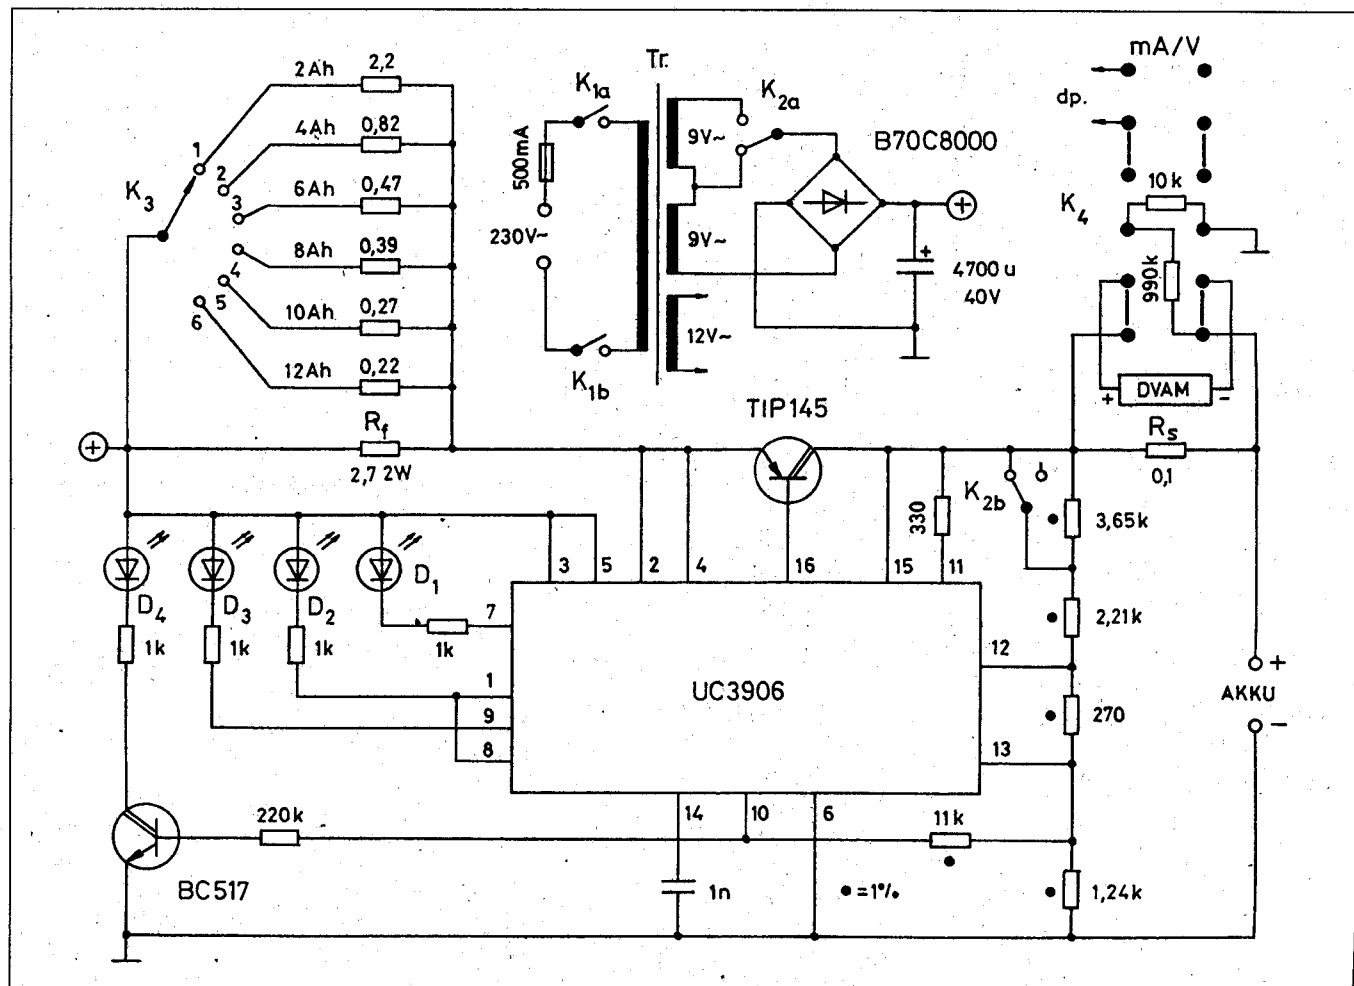 2Ah 2,2
4Ah 0,82
6Ah 0,47
8Ah 0,39
10Ah 0,27
12Ah 0,22
K3
1
2
3
4
5
6
Rf
2,7 2W
Tr.
K1a
500mA
230V~
K1b
9V~
9V~
12V~
K2a
B70C8000
+
4700u
40V
mA/V
dp.
K4
10k
990k
+ DVAM -
TIP145
Rs
0,1
K2b
330
3,65k
2,21k
270
11k
1,24k
+
AKKU
-
D4
D3
D2
D1
1k
1k
1k
1k
3 5 2 4 16 15 11
7
1
9
8
UC3906
12
13
14 10 6
220k
BC517
1n
● =1%
+